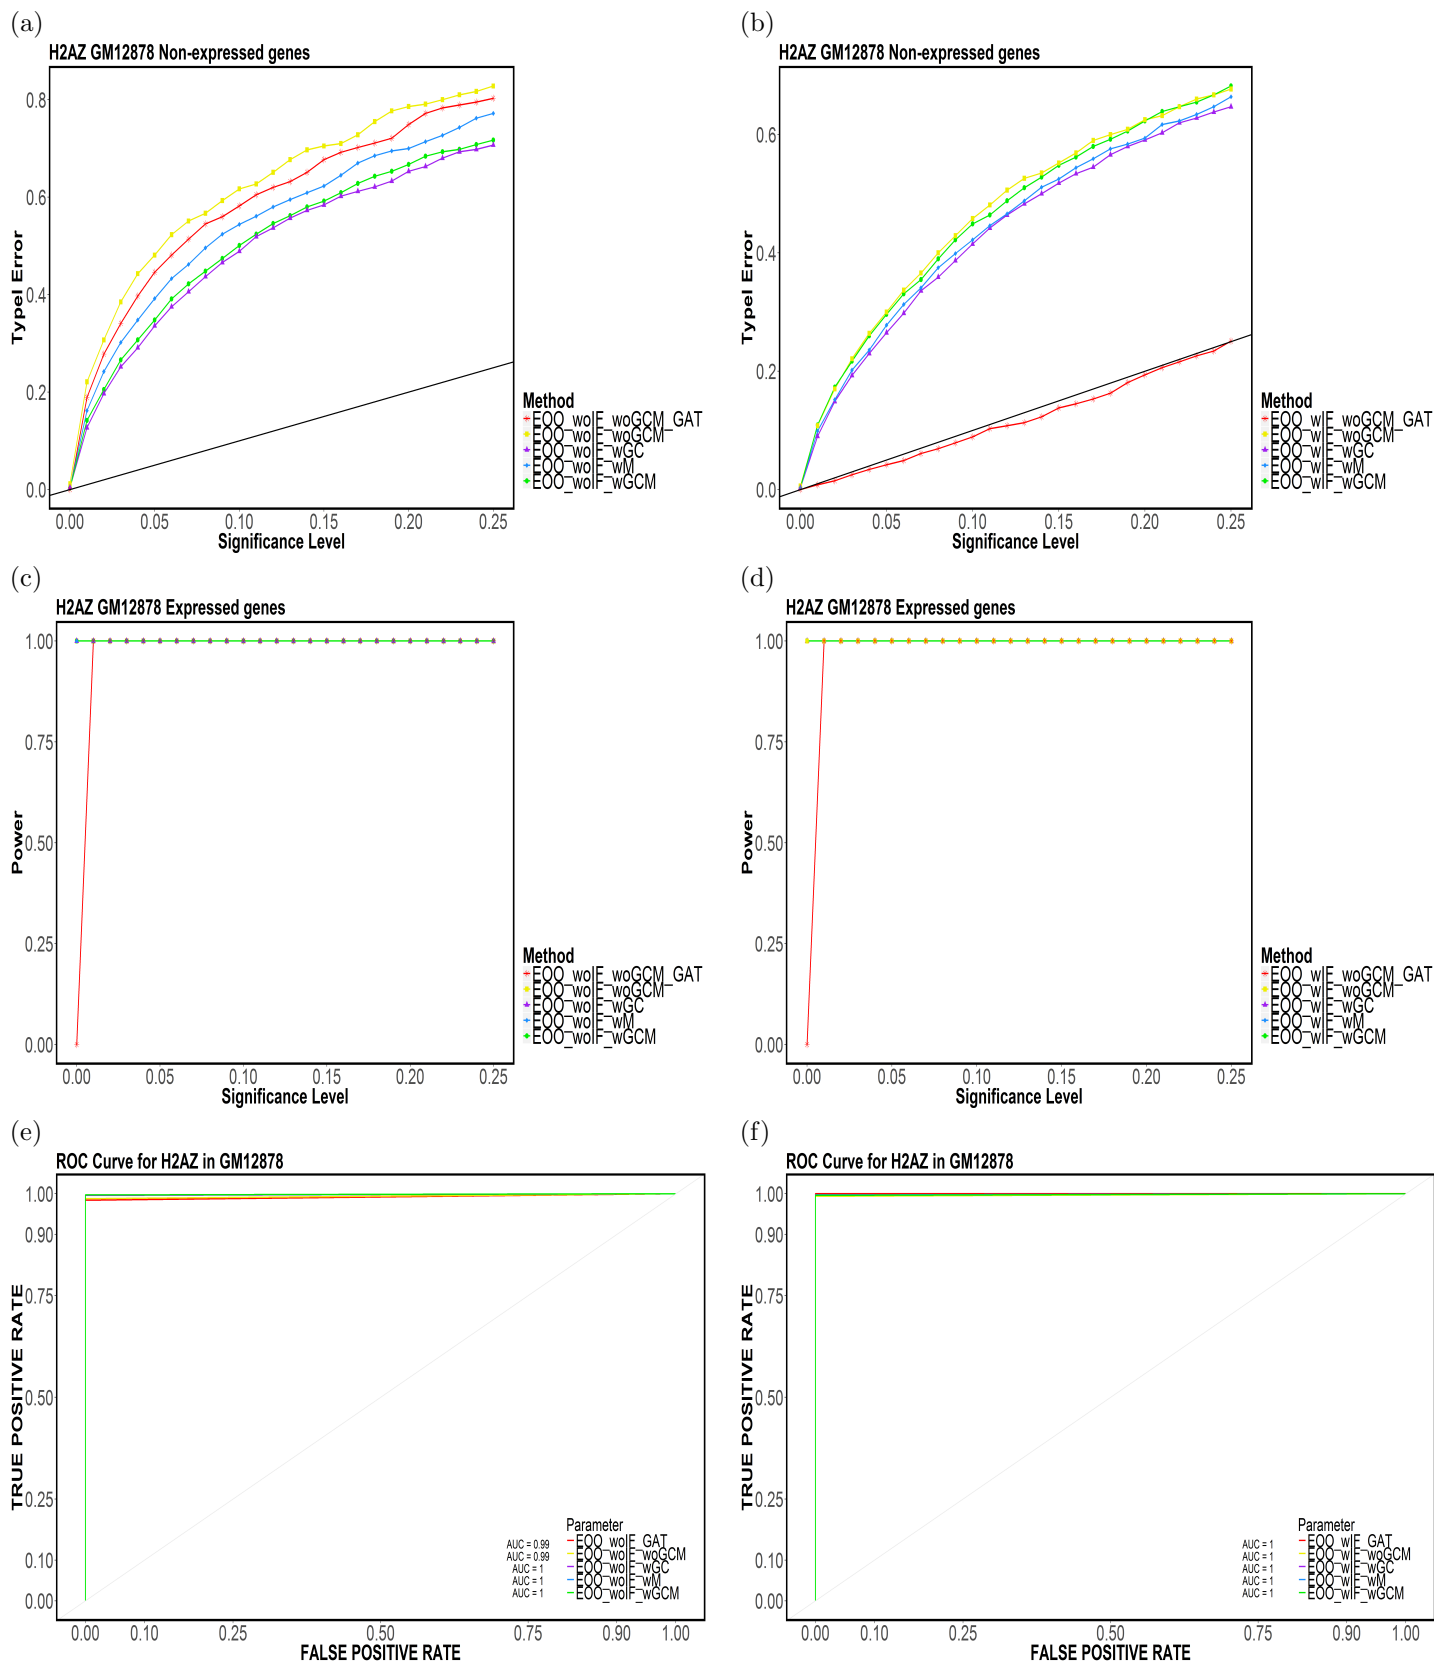 (a)
H2AZ GM12878 Non-expressed genes
TypeI Error
0.8
0.6
0.4
0.2
0.0
0.00 0.05 0.10 0.15 0.20 0.25
Significance Level
Method
EOO_woIF_woGCM_GAT
EOO_woIF_woGCM
EOO_woIF_wGC
EOO_woIF_wM
EOO_woIF_wGCM
(b)
H2AZ GM12878 Non-expressed genes
TypeI Error
0.6
0.4
0.2
0.0
0.00 0.05 0.10 0.15 0.20 0.25
Significance Level
Method
EOO_wIF_woGCM_GAT
EOO_wIF_woGCM
EOO_wIF_wGC
EOO_wIF_wM
EOO_wIF_wGCM
(c)
H2AZ GM12878 Expressed genes
Power
1.00
0.75
0.50
0.25
0.00
0.00 0.05 0.10 0.15 0.20 0.25
Significance Level
Method
EOO_woIF_woGCM_GAT
EOO_woIF_woGCM
EOO_woIF_wGC
EOO_woIF_wM
EOO_woIF_wGCM
(d)
H2AZ GM12878 Expressed genes
Power
1.00
0.75
0.50
0.25
0.00
0.00 0.05 0.10 0.15 0.20 0.25
Significance Level
Method
EOO_wIF_woGCM_GAT
EOO_wIF_woGCM
EOO_wIF_wGC
EOO_wIF_wM
EOO_wIF_wGCM
(e)
ROC Curve for H2AZ in GM12878
TRUE POSITIVE RATE
1.00
0.90
0.75
0.50
0.25
0.10
0.00
Parameter
AUC = 0.99 EOO_woIF_GAT
AUC = 0.99 EOO_woIF_woGCM
AUC = 1 EOO_woIF_wGC
AUC = 1 EOO_woIF_wM
AUC = 1 EOO_woIF_wGCM
0.00 0.10 0.25 0.50 0.75 0.90 1.00
FALSE POSITIVE RATE
(f)
ROC Curve for H2AZ in GM12878
TRUE POSITIVE RATE
1.00
0.90
0.75
0.50
0.25
0.10
0.00
Parameter
AUC = 1 EOO_wIF_GAT
AUC = 1 EOO_wIF_woGCM
AUC = 1 EOO_wIF_wGC
AUC = 1 EOO_wIF_wM
AUC = 1 EOO_wIF_wGCM
0.00 0.10 0.25 0.50 0.75 0.90 1.00
FALSE POSITIVE RATE